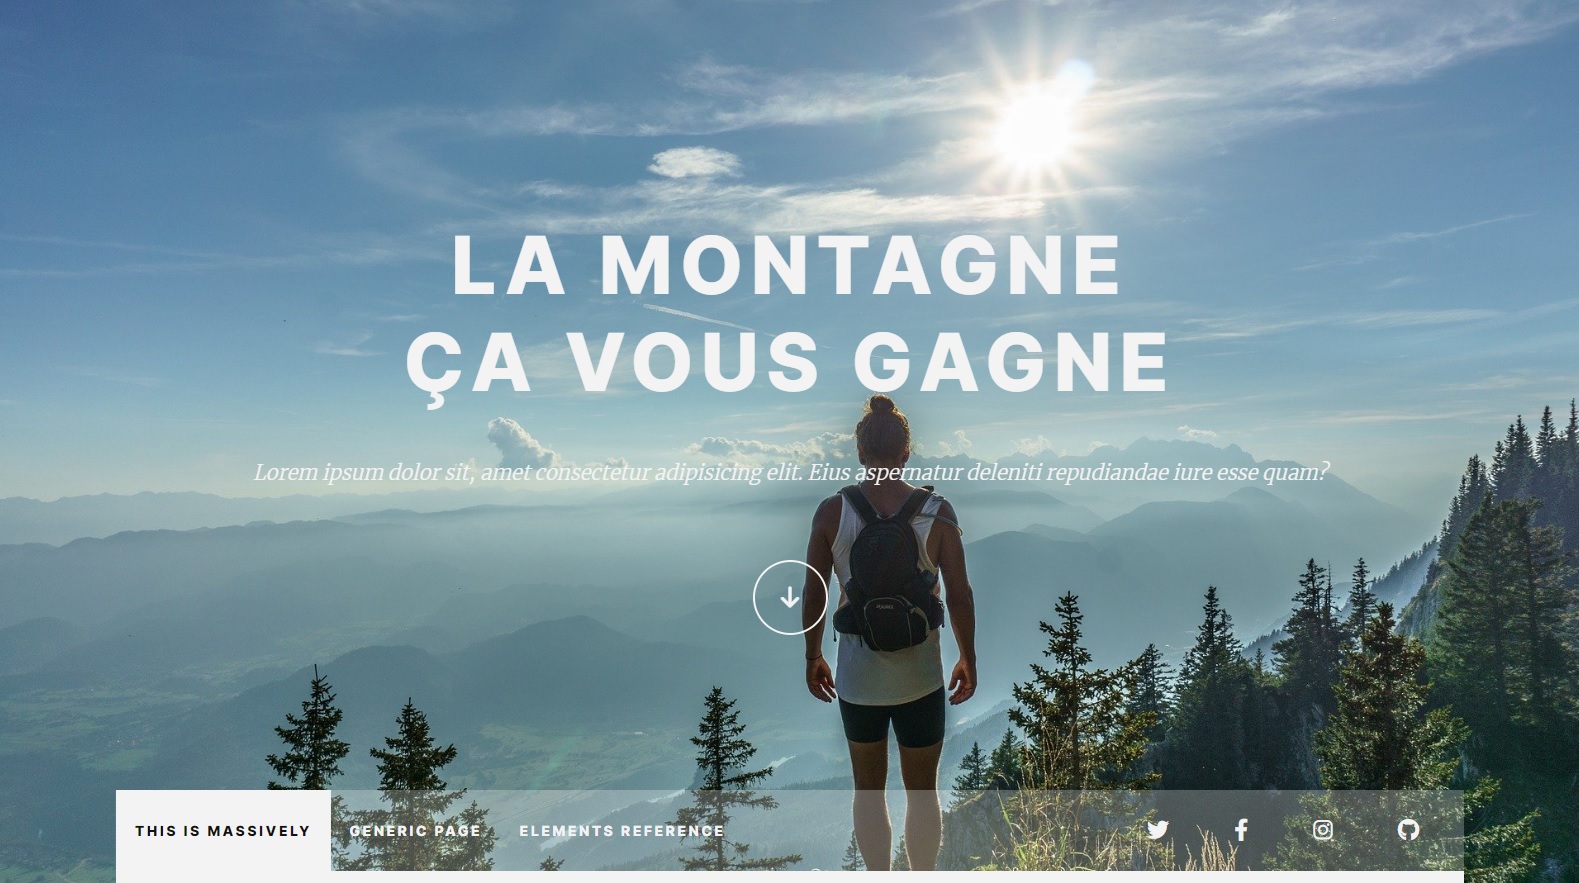 LA MONTAGNE
ÇA VOUS GAGNE
Lorem ipsum dolor sit, amet consectetur adipisicing elit. Eius aspernatur deleniti repudiandae iure esse quam?
THIS IS MASSIVELY GENERIC PAGE ELEMENTS REFERENCE